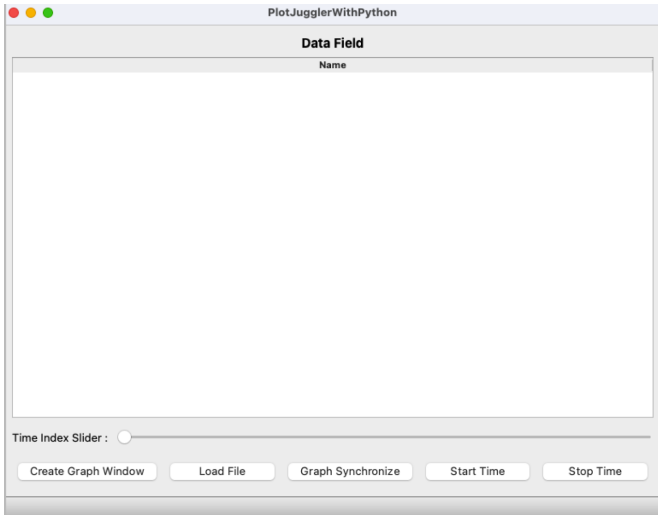 PlotJugglerWithPython
Data Field
Name
Time Index Slider :
Create Graph Window Load File Graph Synchronize Start Time Stop Time